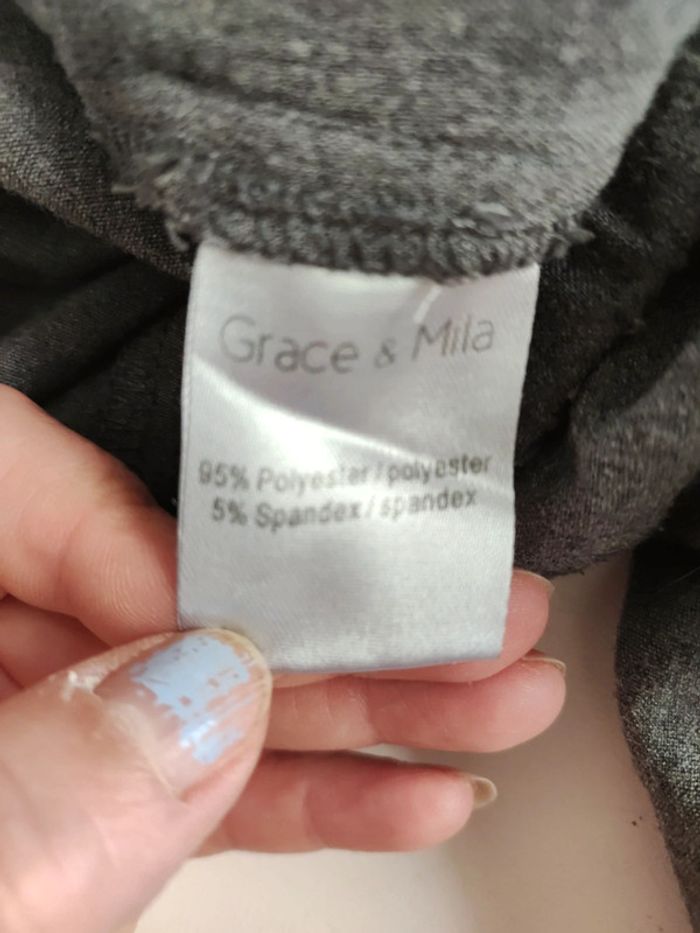 Grace & Mila
95% Polyester/polyester
5% Spandex/spandex